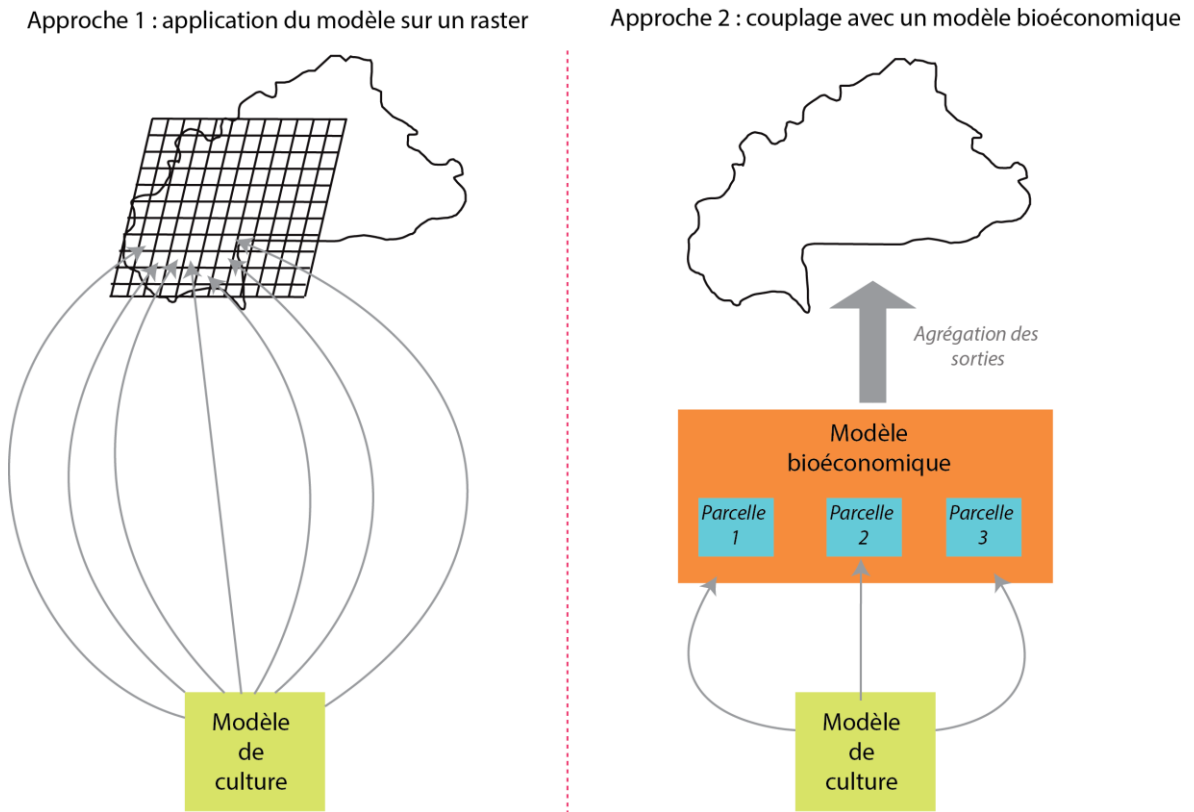 Approche 1 : application du modèle sur un raster
Modèle
de
culture
Approche 2 : couplage avec un modèle bioéconomique
Agrégation des
sorties
Modèle
bioéconomique
Parcelle
1
Parcelle
2
Parcelle
3
Modèle
de
culture